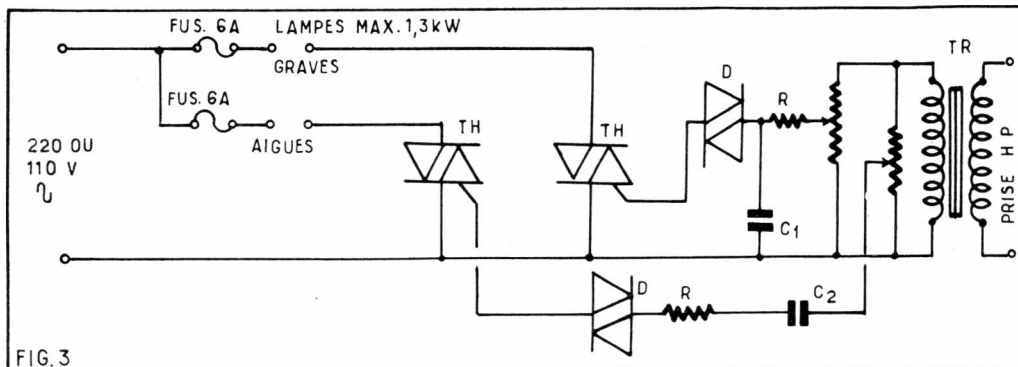 FUS. 6A LAMPES MAX. 1,3kW
GRAVES
FUS. 6A
AIGUES
220 OU
110 V
TH
TH
D
R
C1
TR
PRISE HP
D
R
C2
FIG. 3